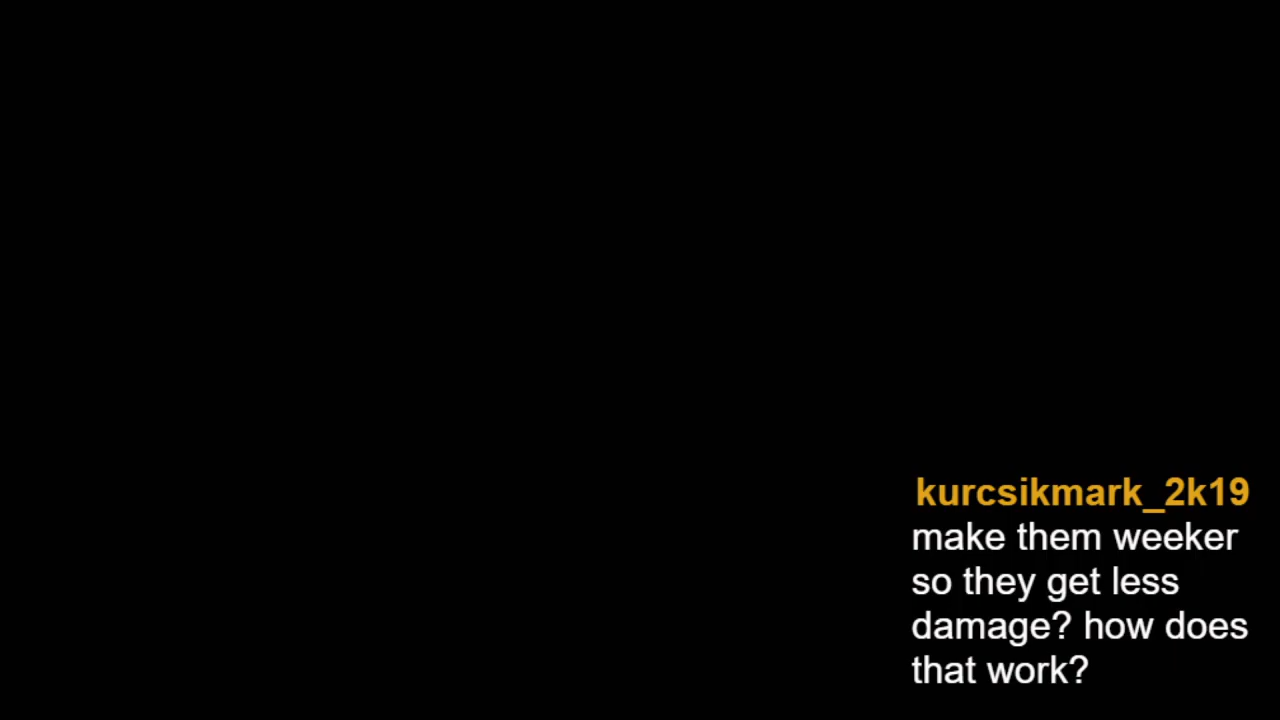 kurcsikmark_2k19
make them weeker
so they get less
damage? how does
that work?